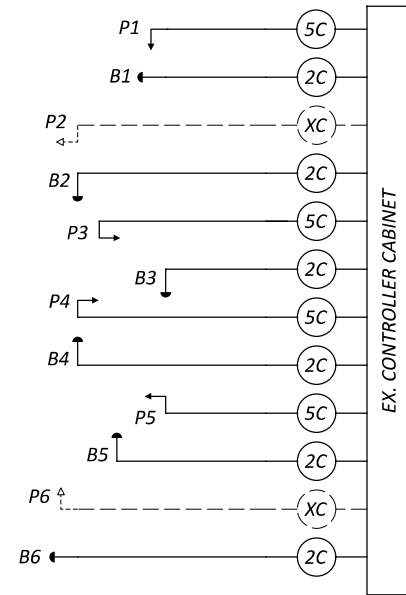 P1 5C
B1 2C
P2 XC
B2 2C
P3 5C
B3 2C
P4 5C
B4 2C
P5 5C
B5 2C
P6 XC
B6 2C
EX. CONTROLLER CABINET